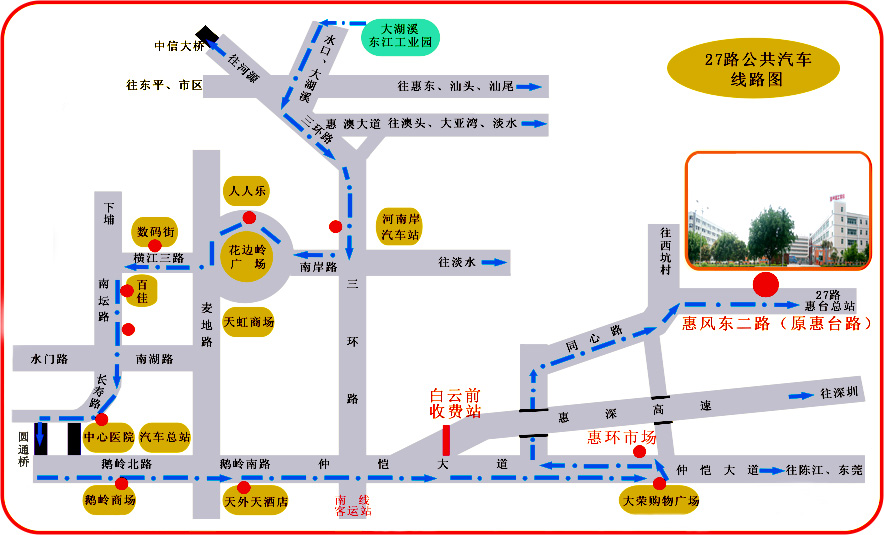 27路公共汽车
线路图
大湖溪
东江工业园
中信大桥
往河源
水口、大湖溪
往东平、市区
往惠东、汕头、汕尾
三环路
惠澳大道
往澳头、大亚湾、淡水
人人乐
河南岸
汽车站
下埔
数码街
花边岭
广场
横江三路
南岸路
往淡水
往西坑村
百佳
南坛路
麦地路
天虹商场
三环路
27路
惠台总站
惠风东二路（原惠台路）
同心路
水门路
南湖路
长寿路
白云前
收费站
惠深高速
往深圳
圆通桥
中心医院
汽车总站
惠环市场
鹅岭北路
鹅岭南路
仲恺大道
仲恺大道
往陈江、东莞
鹅岭商场
天外天酒店
南线
客运站
大荣购物广场